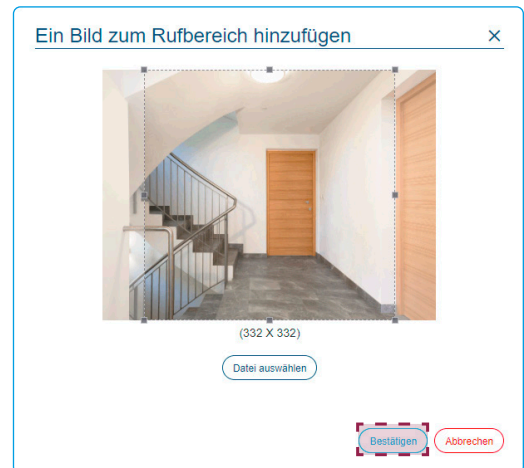 Ein Bild zum Rufbereich hinzufügen
(332 X 332)
Datei auswählen
Bestätigen
Abbrechen